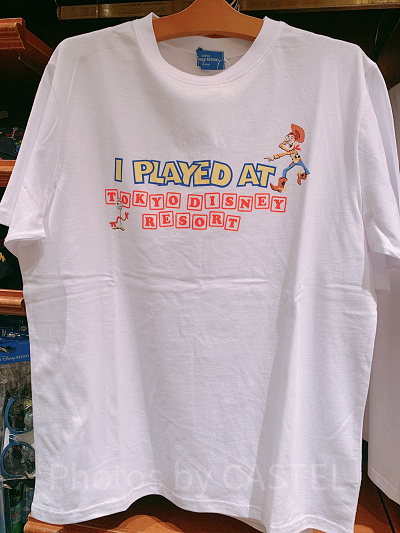 I PLAYED AT
TOKYO DISNEY
RESORT
Photos by CASTEL